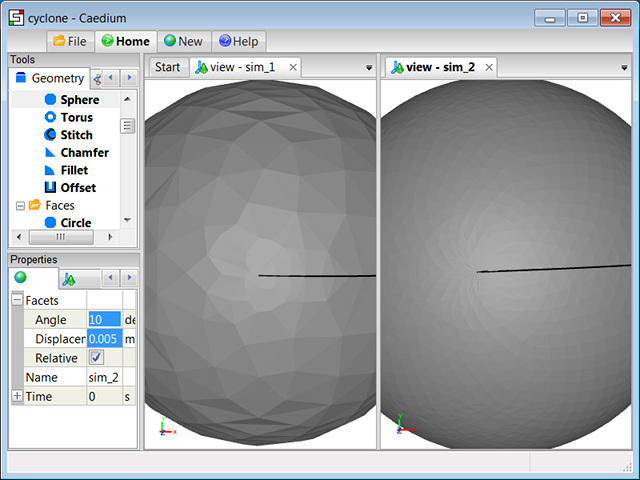 cyclone - Caedium
File Home New Help
Tools
Geometry
Sphere
Torus
Stitch
Chamfer
Fillet
Offset
Faces
Circle
Properties
Facets
Angle 10 de
Displacer 0.005 m
Relative
Name sim_2
Time 0 s
Start view - sim_1
view - sim_2